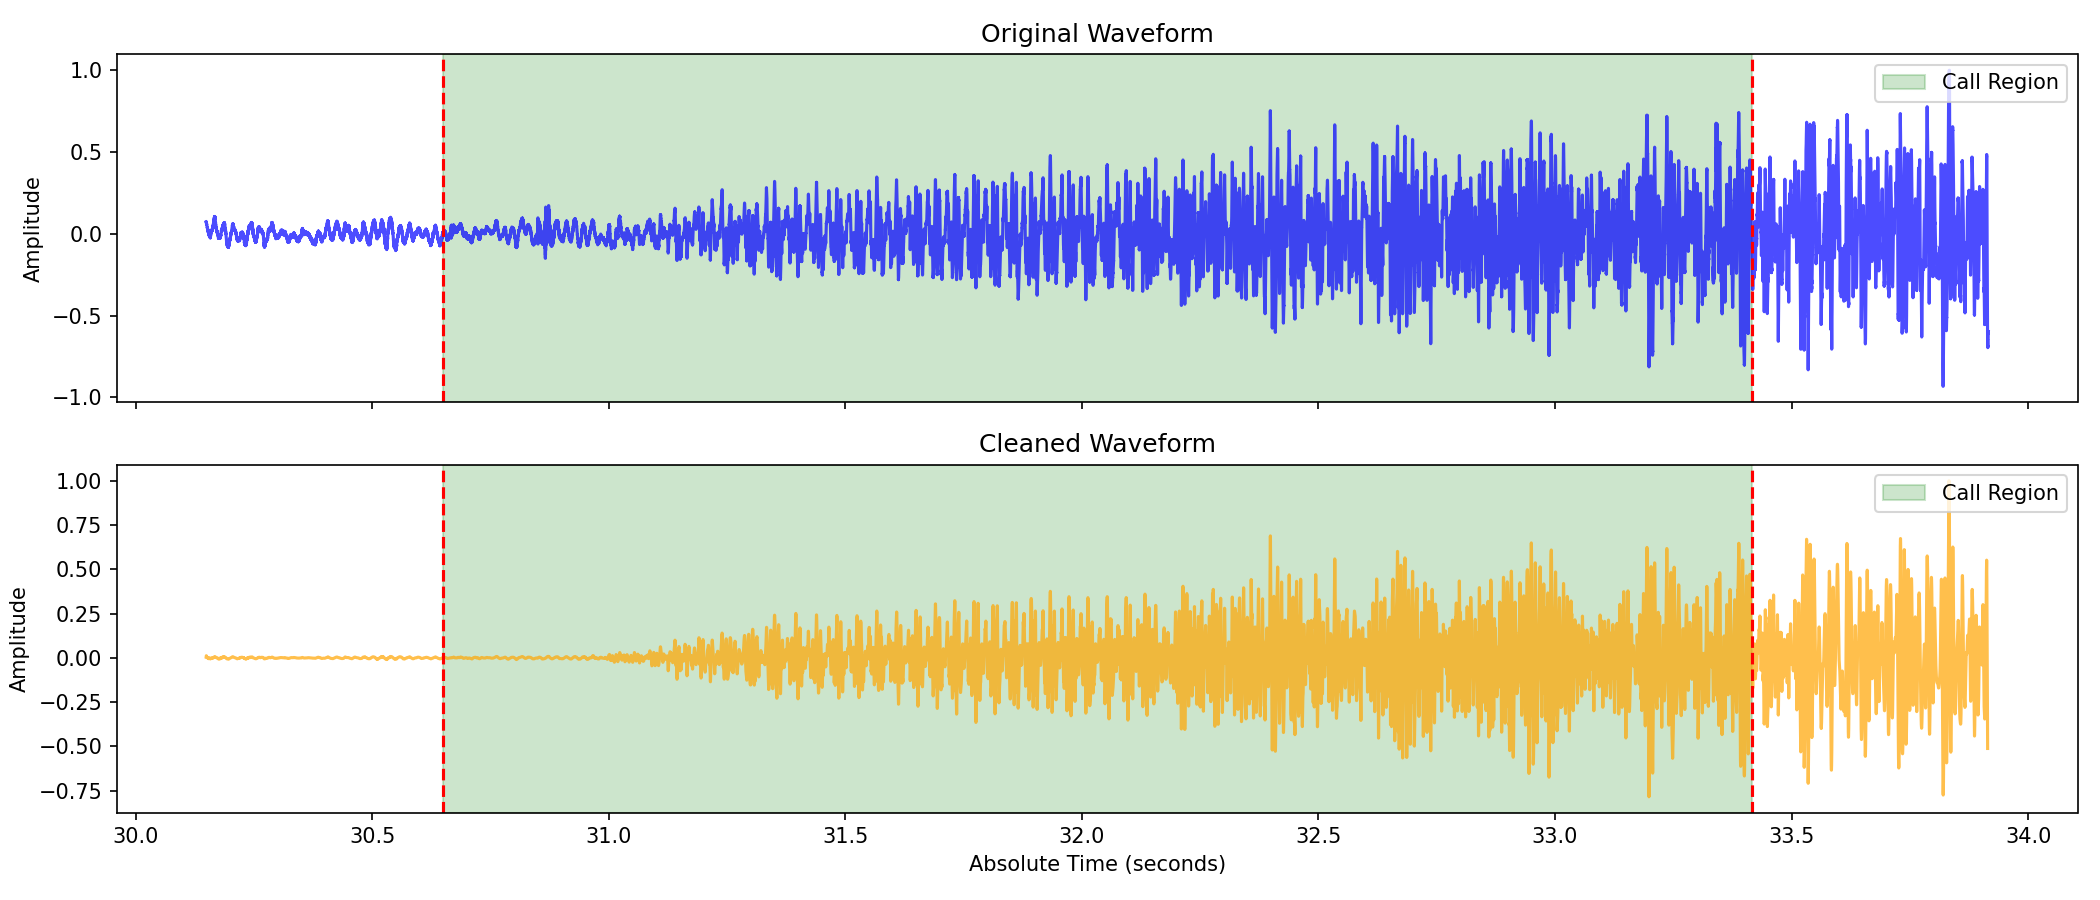 Original Waveform
1.0
0.5
0.0
−0.5
−1.0
Amplitude
Call Region
Cleaned Waveform
1.00
0.75
0.50
0.25
0.00
−0.25
−0.50
−0.75
Amplitude
Call Region
30.0 30.5 31.0 31.5 32.0 32.5 33.0 33.5 34.0
Absolute Time (seconds)